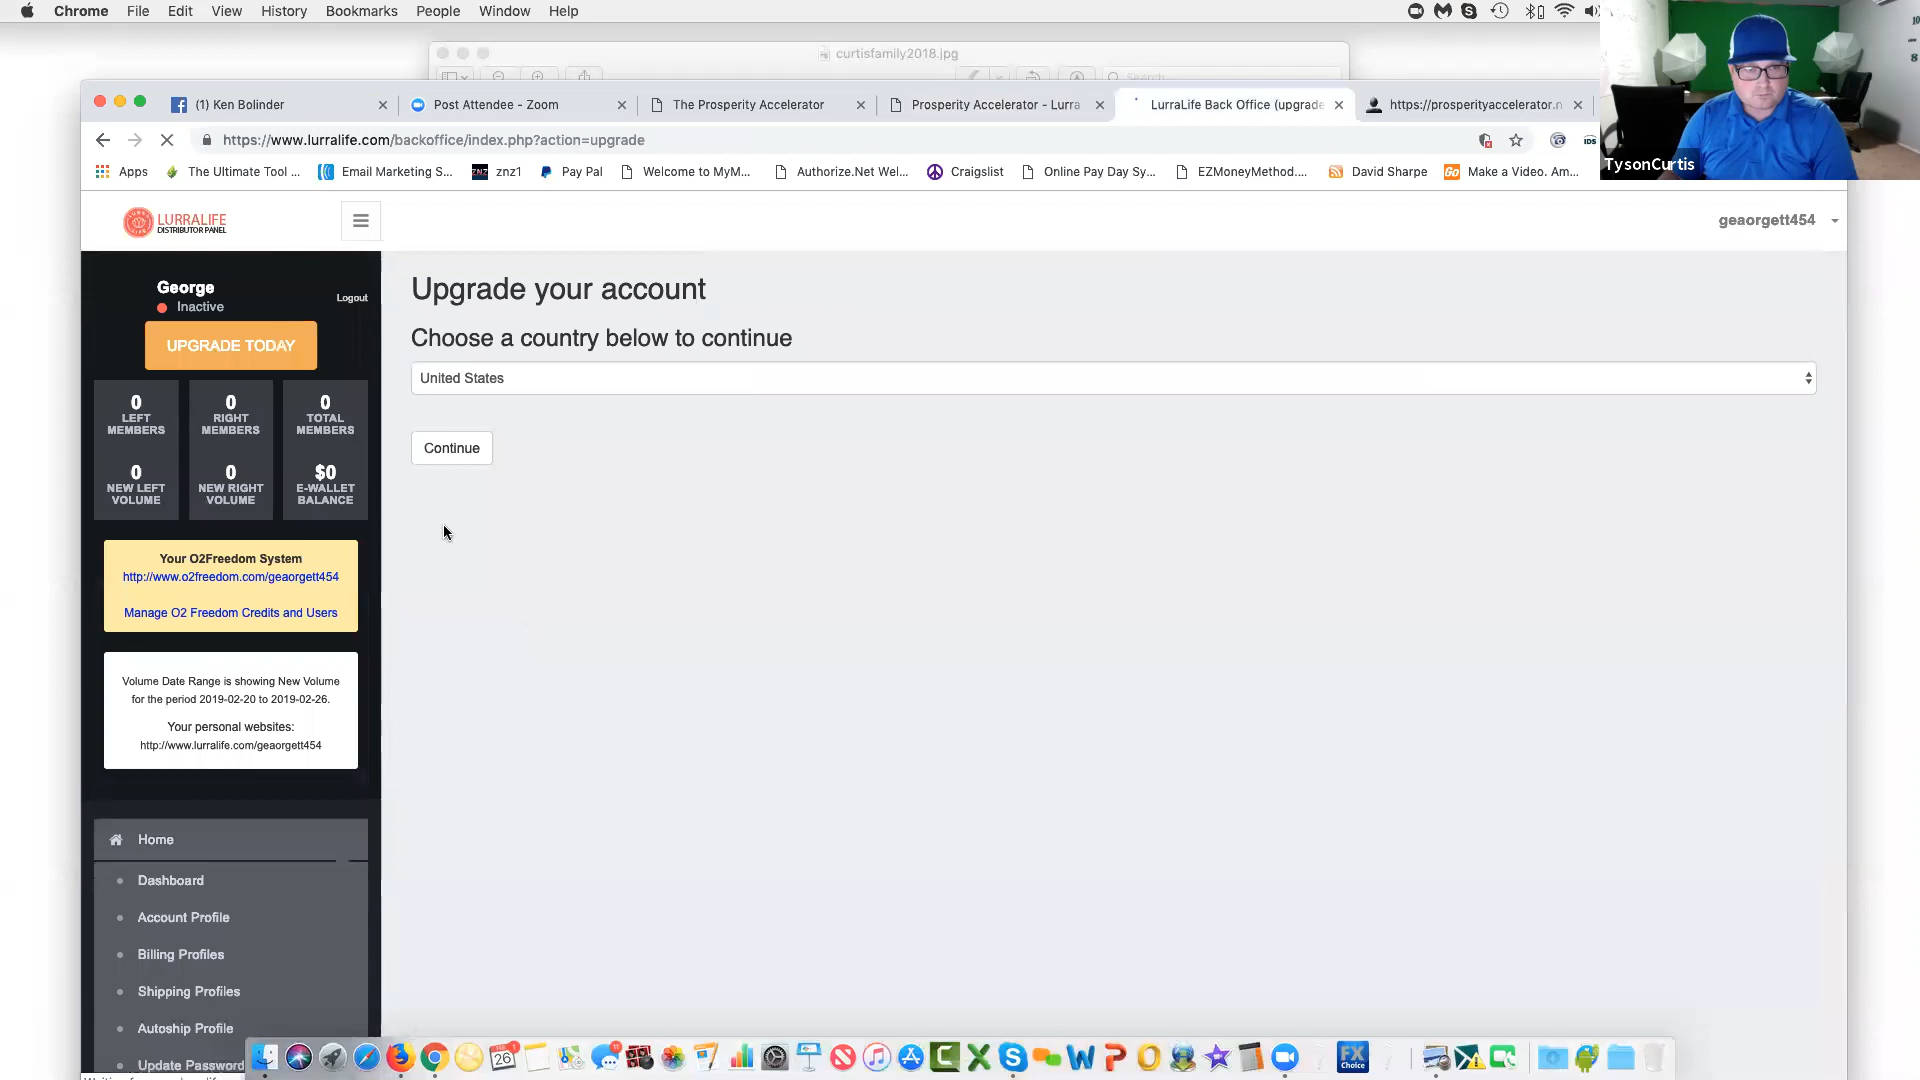 Chrome File Edit View History Bookmarks People Window Help
curtisfamily2018.jpg
Search
(1) Ken Bolinder
Post Attendee - Zoom
The Prosperity Accelerator
Prosperity Accelerator - Lurra
LurraLife Back Office (upgrade
https://prosperityaccelerator.n
https://www.lurralife.com/backoffice/index.php?action=upgrade
Apps The Ultimate Tool ... Email Marketing S... znz1 Pay Pal Welcome to MyM... Authorize.Net Wel... Craigslist Online Pay Day Sy... EZMoneyMethod.... David Sharpe Make a Video. Am...
TysonCurtis
LURRALIFE
DISTRIBUTOR PANEL
geaorgett454
George
Inactive
Logout
UPGRADE TODAY
0 LEFT MEMBERS
0 RIGHT MEMBERS
0 TOTAL MEMBERS
0 NEW LEFT VOLUME
0 NEW RIGHT VOLUME
$0 E-WALLET BALANCE
Your O2Freedom System
http://www.o2freedom.com/geaorgett454
Manage O2 Freedom Credits and Users
Volume Date Range is showing New Volume
for the period 2019-02-20 to 2019-02-26.
Your personal websites:
http://www.lurralife.com/geaorgett454
Home
Dashboard
Account Profile
Billing Profiles
Shipping Profiles
Autoship Profile
Update Password
Upgrade your account
Choose a country below to continue
United States
Continue
26
FX
Choice